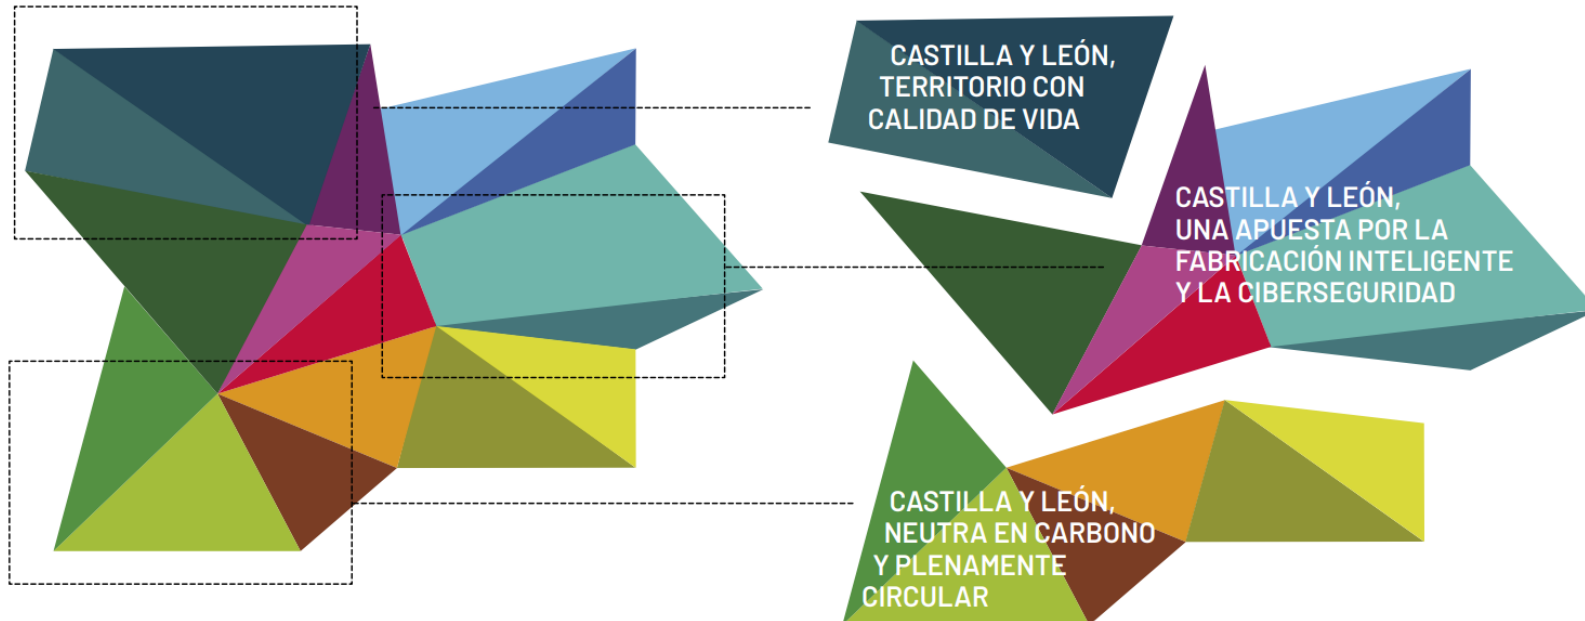 CASTILLA Y LEÓN,
TERRITORIO CON
CALIDAD DE VIDA
CASTILLA Y LEÓN,
UNA APUESTA POR LA
FABRICACIÓN INTELIGENTE
Y LA CIBERSEGURIDAD
CASTILLA Y LEÓN,
NEUTRA EN CARBONO
Y PLENAMENTE
CIRCULAR